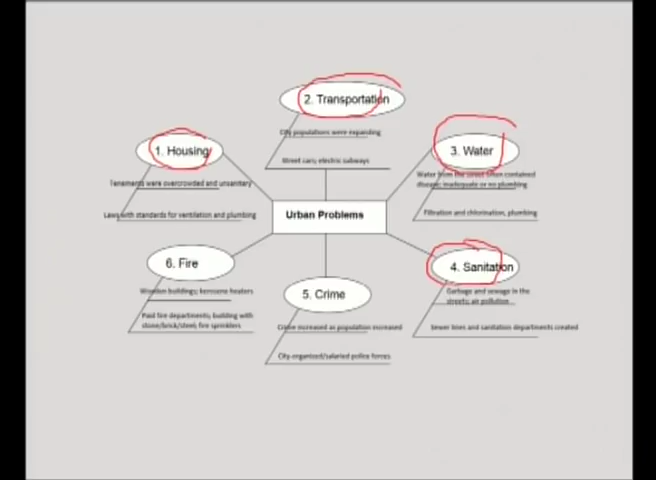 2. Transportation
City populations were expanding
Street cars; electric subways
1. Housing
Tenements were overcrowded and unsanitary
Laws with standards for ventilation and plumbing
3. Water
Water from the street often contained
disease; inadequate or no plumbing
Filtration and chlorination, plumbing
Urban Problems
6. Fire
Wooden buildings; kerosene heaters
Paid fire departments; building with
stone/brick/steel; fire sprinklers
5. Crime
Crime increased as population increased
City-organized/salaried police forces
4. Sanitation
Garbage and sewage in the
streets; air pollution
Sewer lines and sanitation departments created